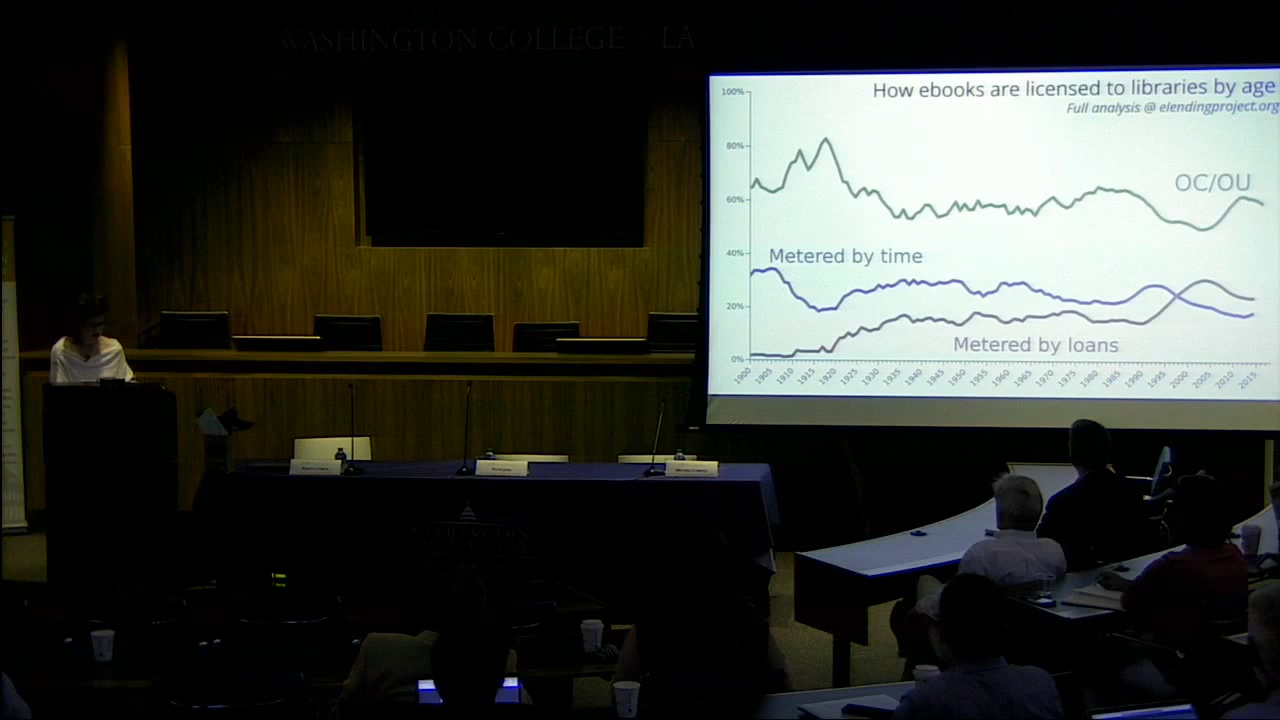 WASHINGTON COLLEGE LA
How ebooks are licensed to libraries by age
Full analysis @ elendingproject.org
100%
80%
60%
40%
20%
0%
OC/OU
Metered by time
Metered by loans
1900 1905 1910 1915 1920 1925 1930 1935 1940 1945 1950 1955 1960 1965 1970 1975 1980 1985 1990 1995 2000 2005 2010 2015
WASHINGTON